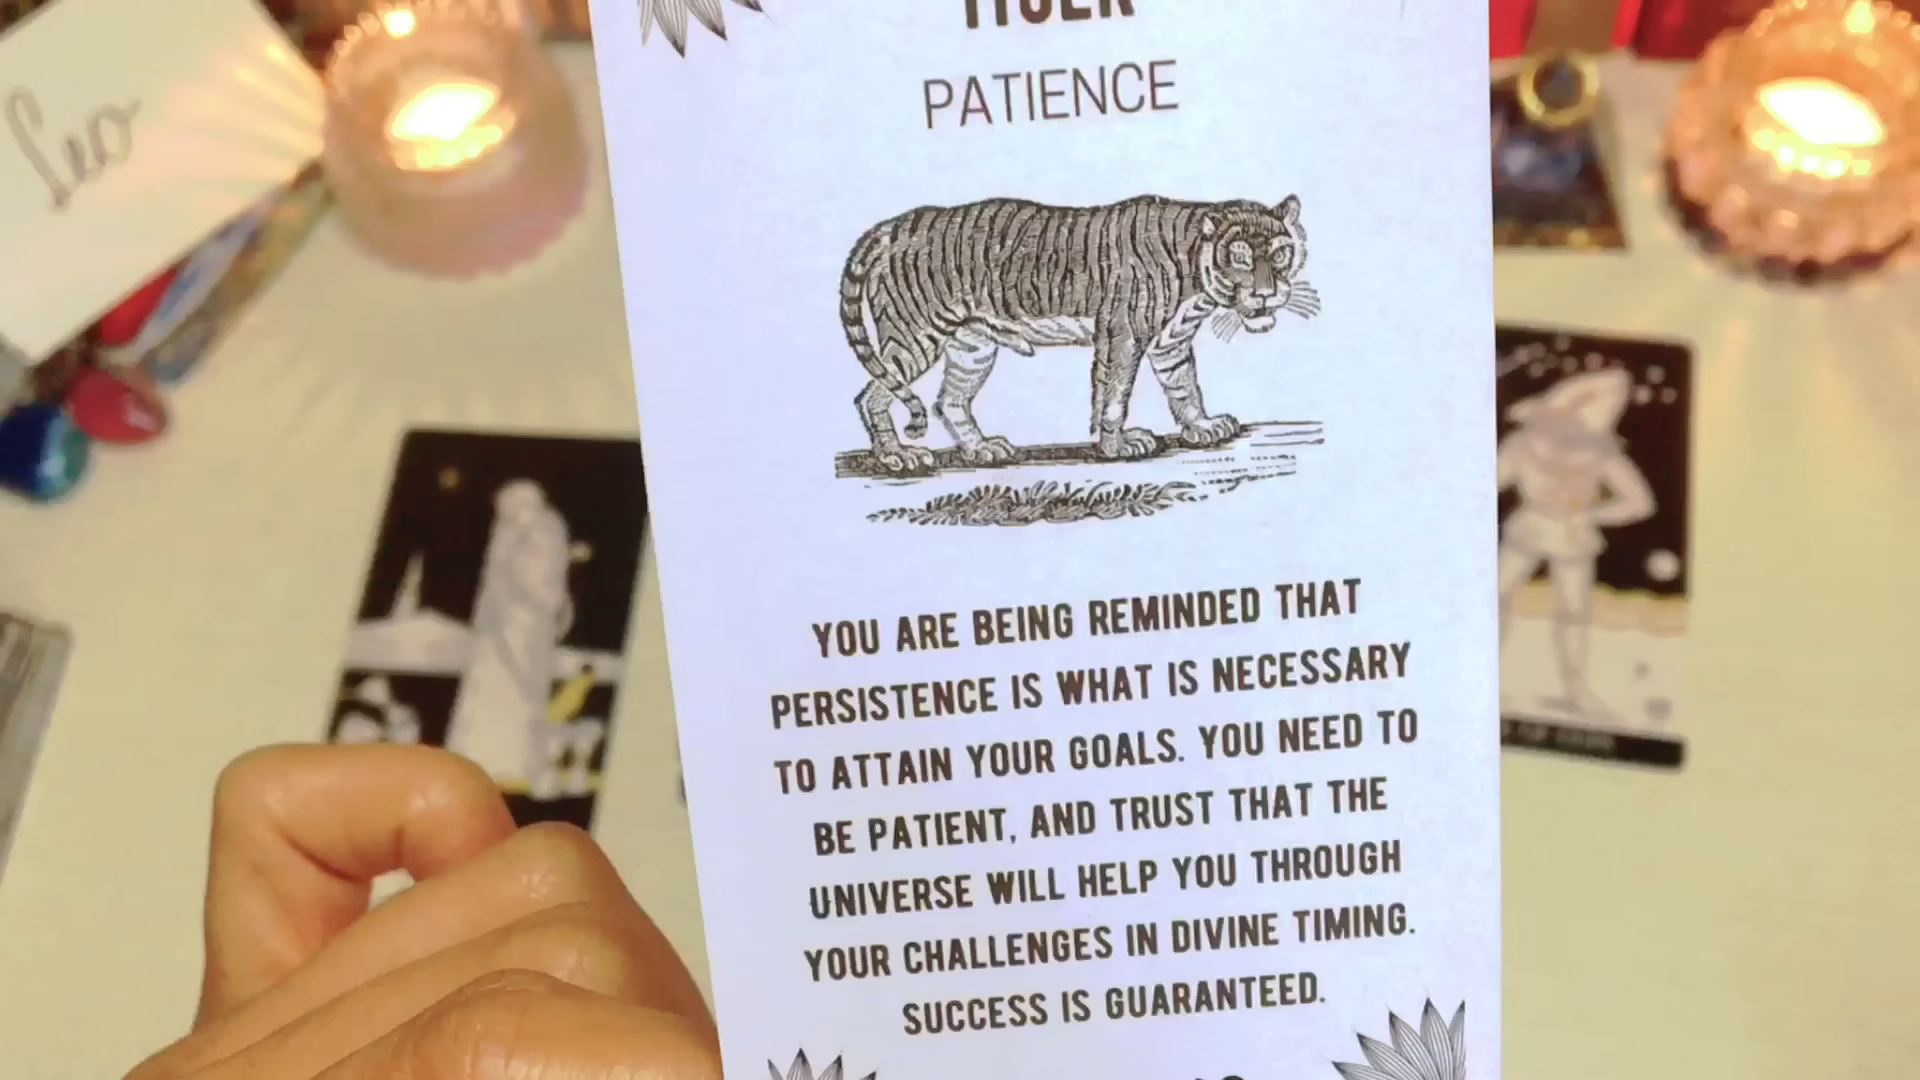 Leo
TIGER
PATIENCE
YOU ARE BEING REMINDED THAT
PERSISTENCE IS WHAT IS NECESSARY
TO ATTAIN YOUR GOALS. YOU NEED TO
BE PATIENT, AND TRUST THAT THE
UNIVERSE WILL HELP YOU THROUGH
YOUR CHALLENGES IN DIVINE TIMING.
SUCCESS IS GUARANTEED.